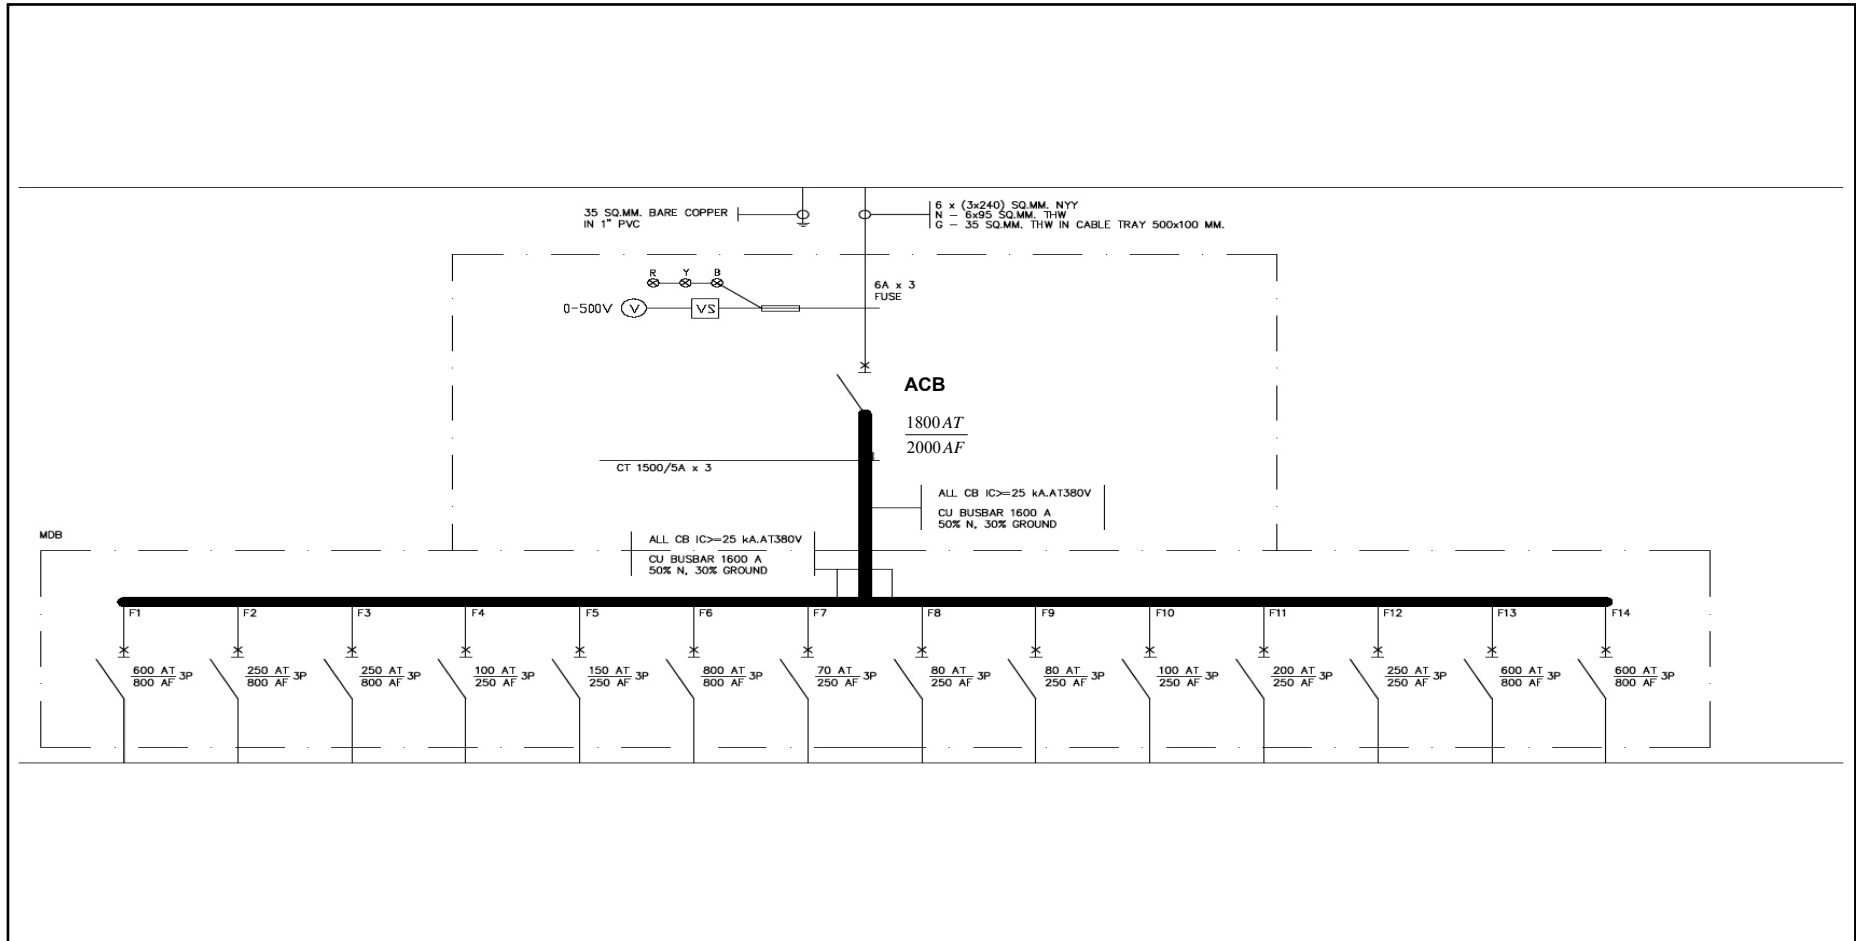 35 SQ.MM. BARE COPPER
IN 1" PVC
6 x (3x240) SQ.MM. NYY
N – 6x95 SQ.MM. THW
G – 35 SQ.MM. THW IN CABLE TRAY 500x100 MM.
R Y B
6A x 3
FUSE
0-500V V VS
ACB
1800 AT
2000 AF
CT 1500/5A x 3
ALL CB IC>=25 kA.AT380V
CU BUSBAR 1600 A
50% N, 30% GROUND
MDB
ALL CB IC>=25 kA.AT380V
CU BUSBAR 1600 A
50% N, 30% GROUND
F1 F2 F3 F4 F5 F6 F7 F8 F9 F10 F11 F12 F13 F14
600 AT 250 AT 250 AT 100 AT 150 AT 800 AT 70 AT 80 AT 80 AT 100 AT 200 AT 250 AT 600 AT 600 AT
3P 3P 3P 3P 3P 3P 3P 3P 3P 3P 3P 3P 3P 3P
800 AF 800 AF 800 AF 250 AF 250 AF 800 AF 250 AF 250 AF 250 AF 250 AF 250 AF 250 AF 800 AF 800 AF